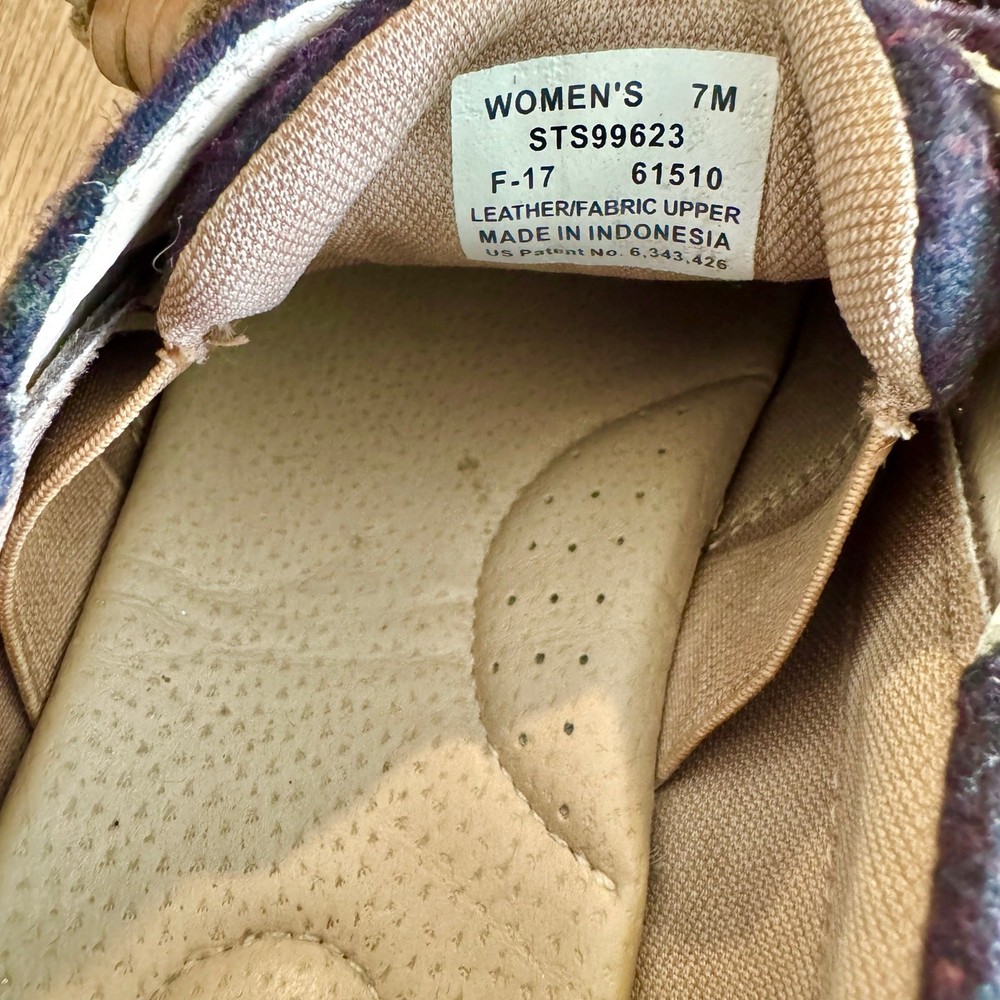 WOMEN'S 7M
STS99623
F-17 61510
LEATHER/FABRIC UPPER
MADE IN INDONESIA
US Patent No. 6,343,426